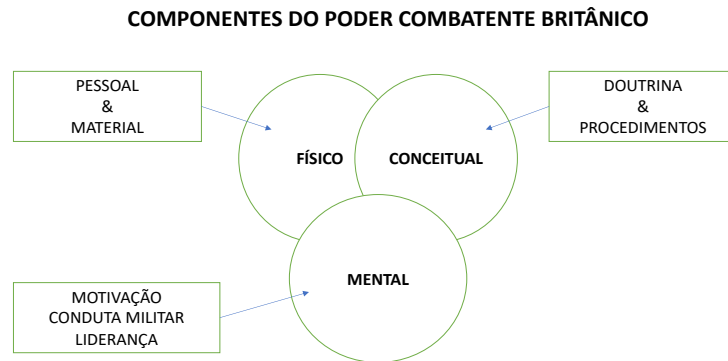 COMPONENTES DO PODER COMBATENTE BRITÂNICO
PESSOAL
&
MATERIAL
DOUTRINA
&
PROCEDIMENTOS
FÍSICO
CONCEITUAL
MENTAL
MOTIVAÇÃO
CONDUTA MILITAR
LIDERANÇA